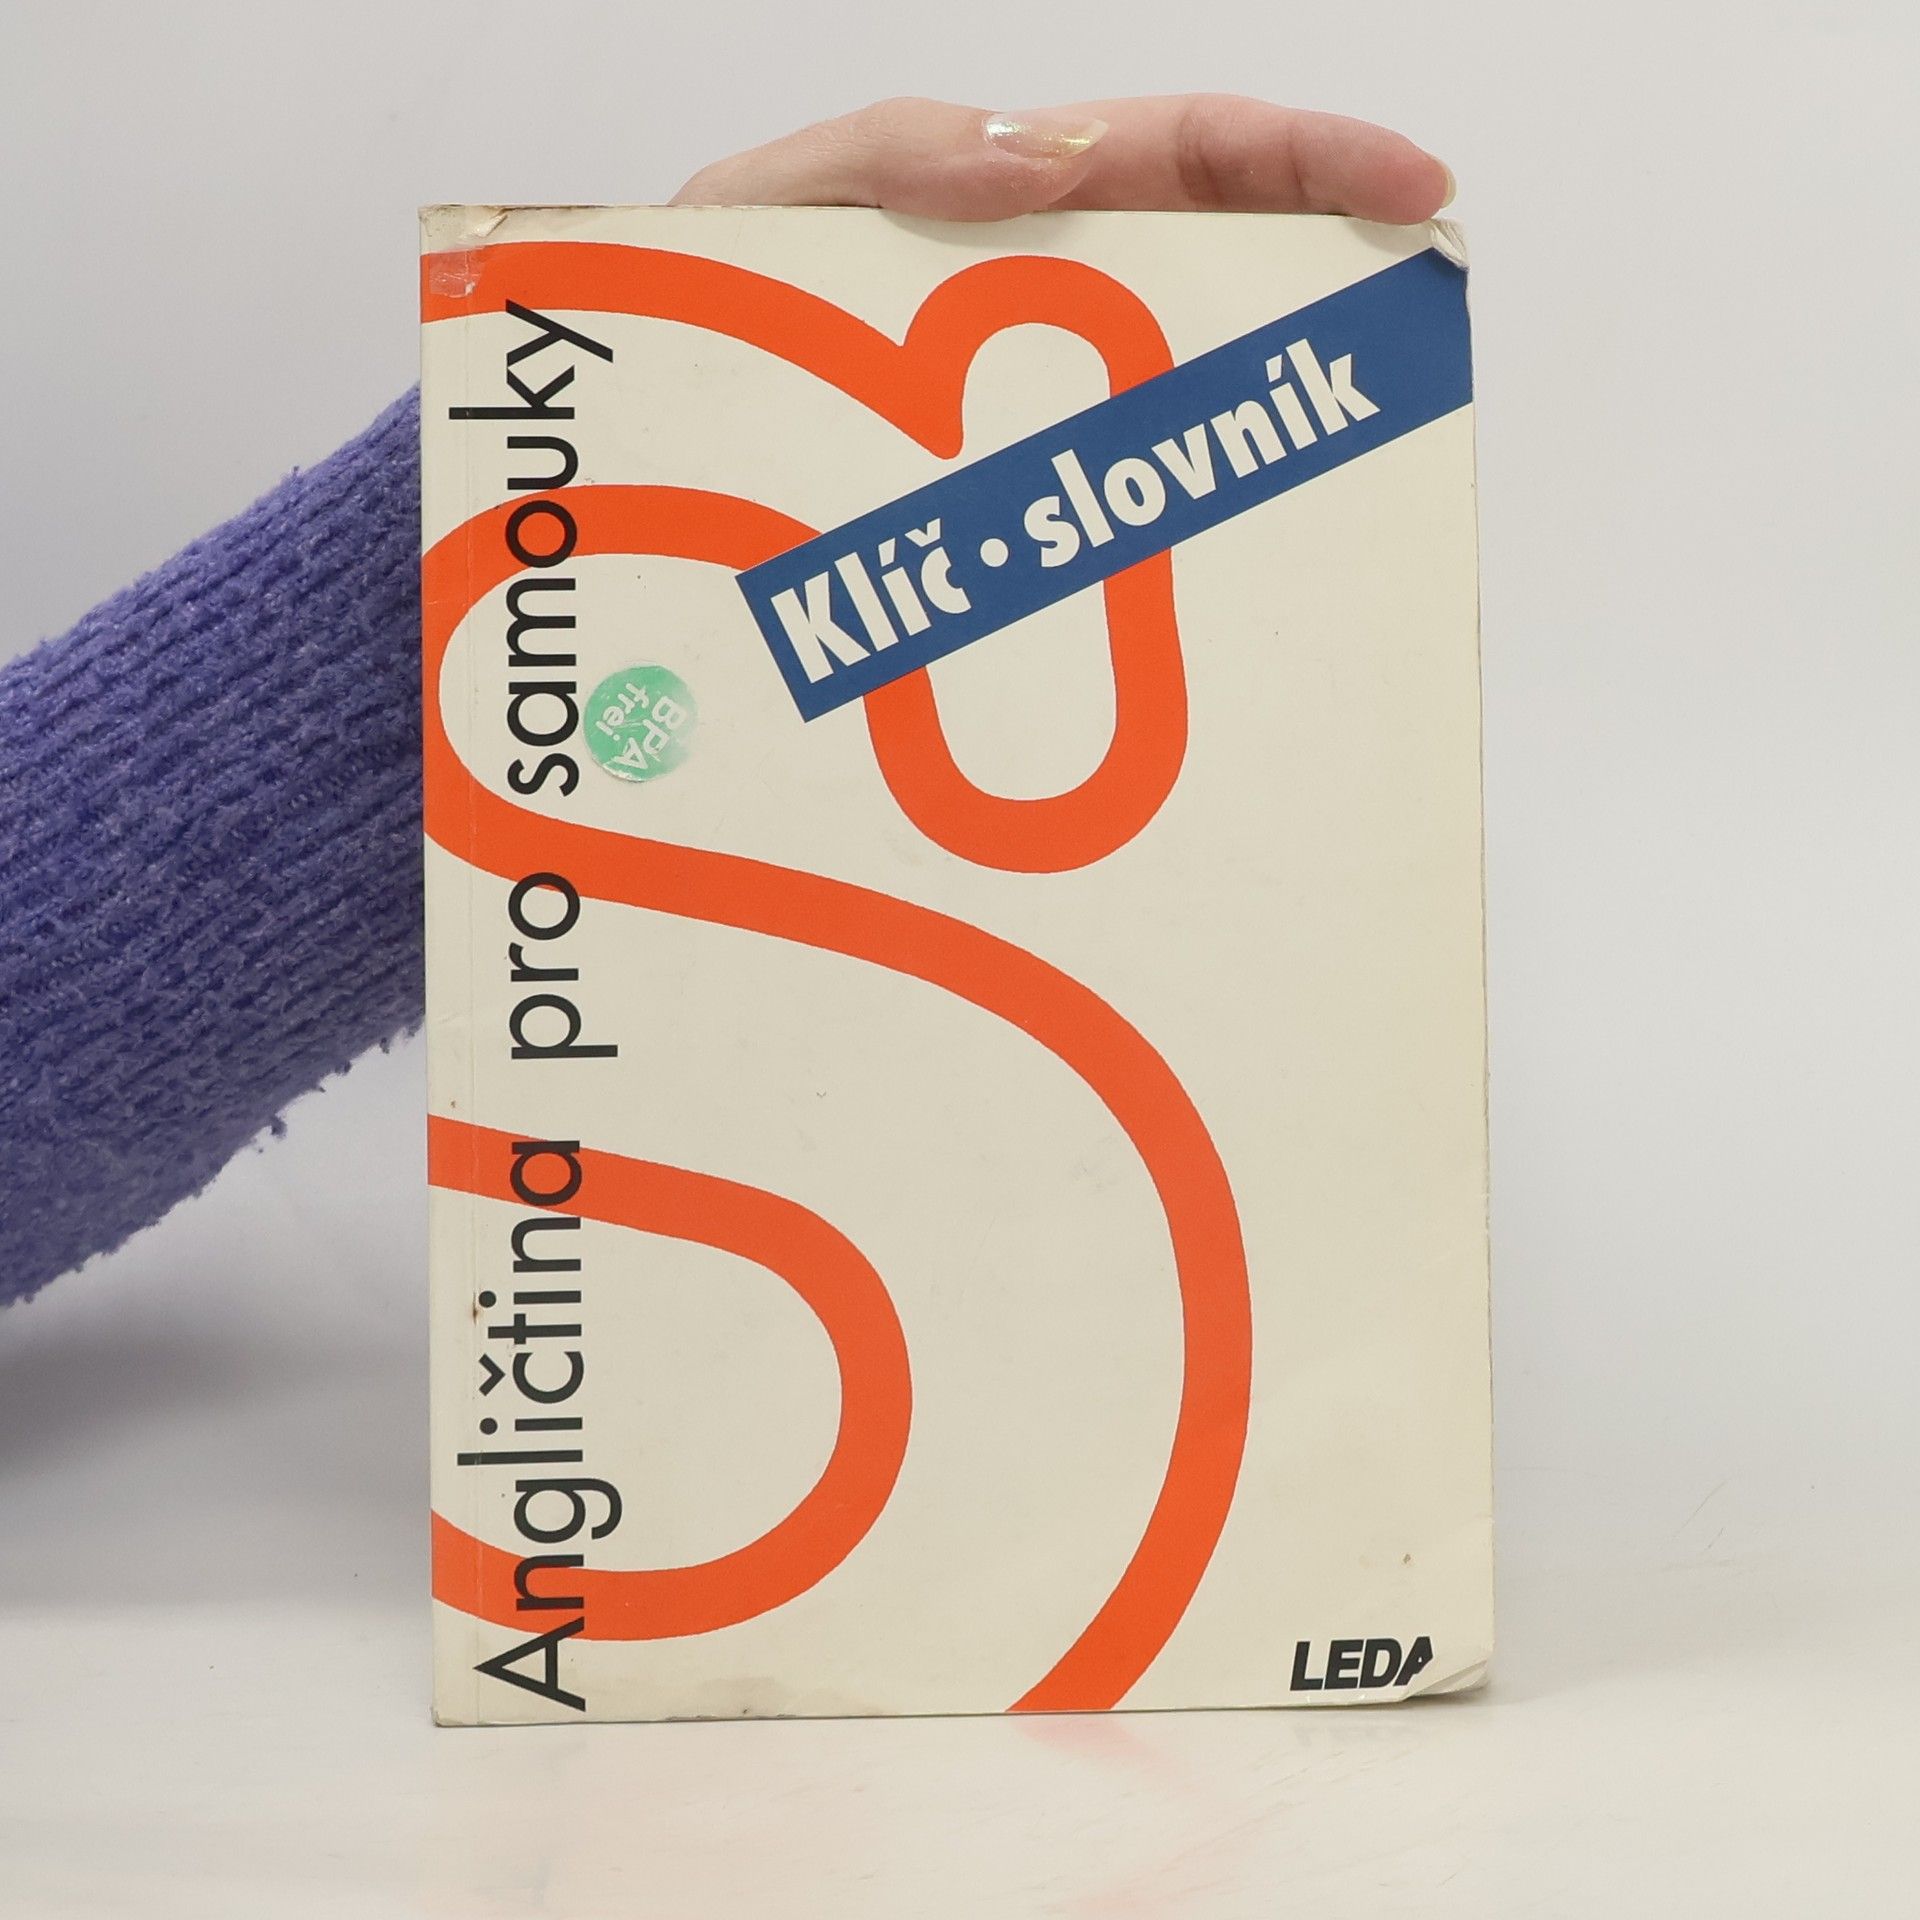 Angličtina pro samouky
Klíč • slovník
BPA
frei
LEDA